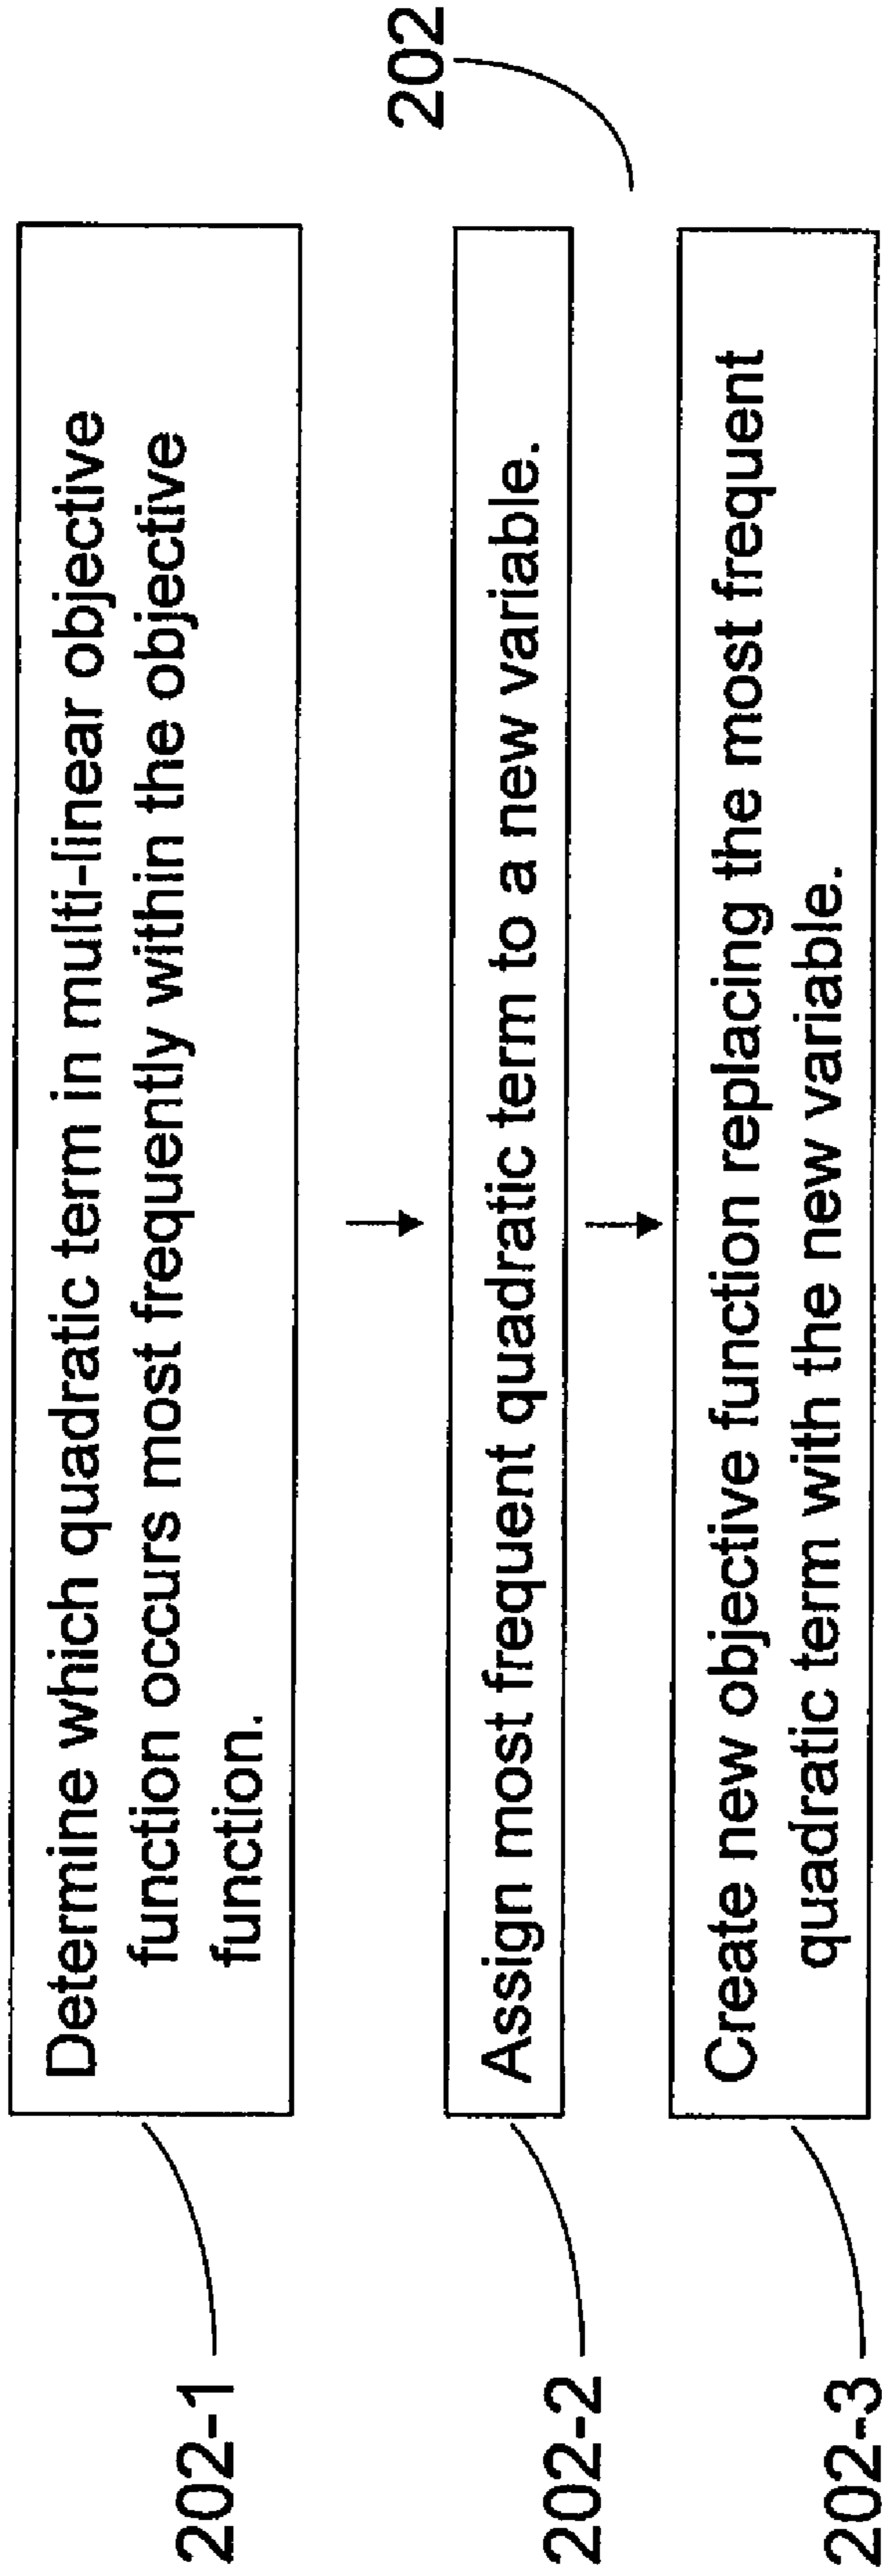 202
202-1
Determine which quadratic term in multi-linear objective
function occurs most frequently within the objective
function.
202-2
Assign most frequent quadratic term to a new variable.
202-3
Create new objective function replacing the most frequent
quadratic term with the new variable.